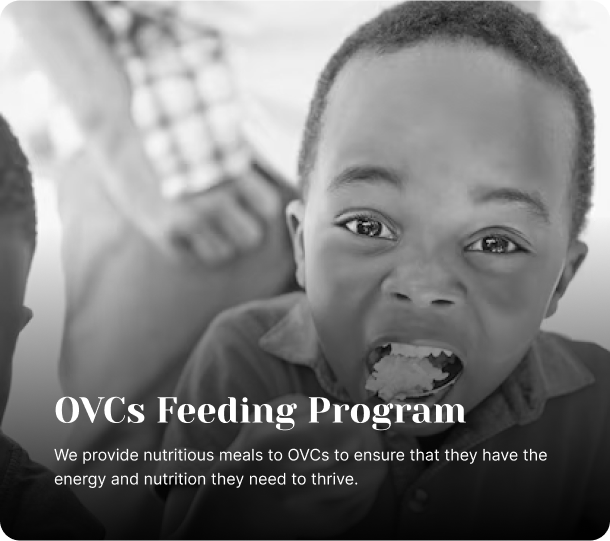 OVCs Feeding Program
We provide nutritious meals to OVCs to ensure that they have the
energy and nutrition they need to thrive.